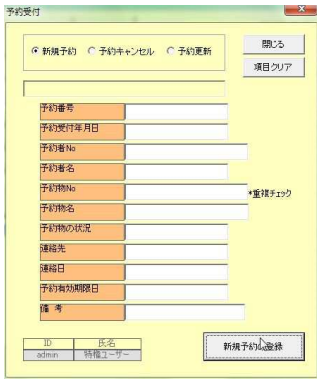 予約受付
新規予約 予約キャンセル 予約更新
閉じる
項目クリア
予約番号
予約受付年月日
予約者No
予約者名
予約物No
*重複チェック
予約物名
予約物の状況
連絡先
連絡日
予約有効期限日
備 考
ID 氏名
admin 特権ユーザー
新規予約の登録